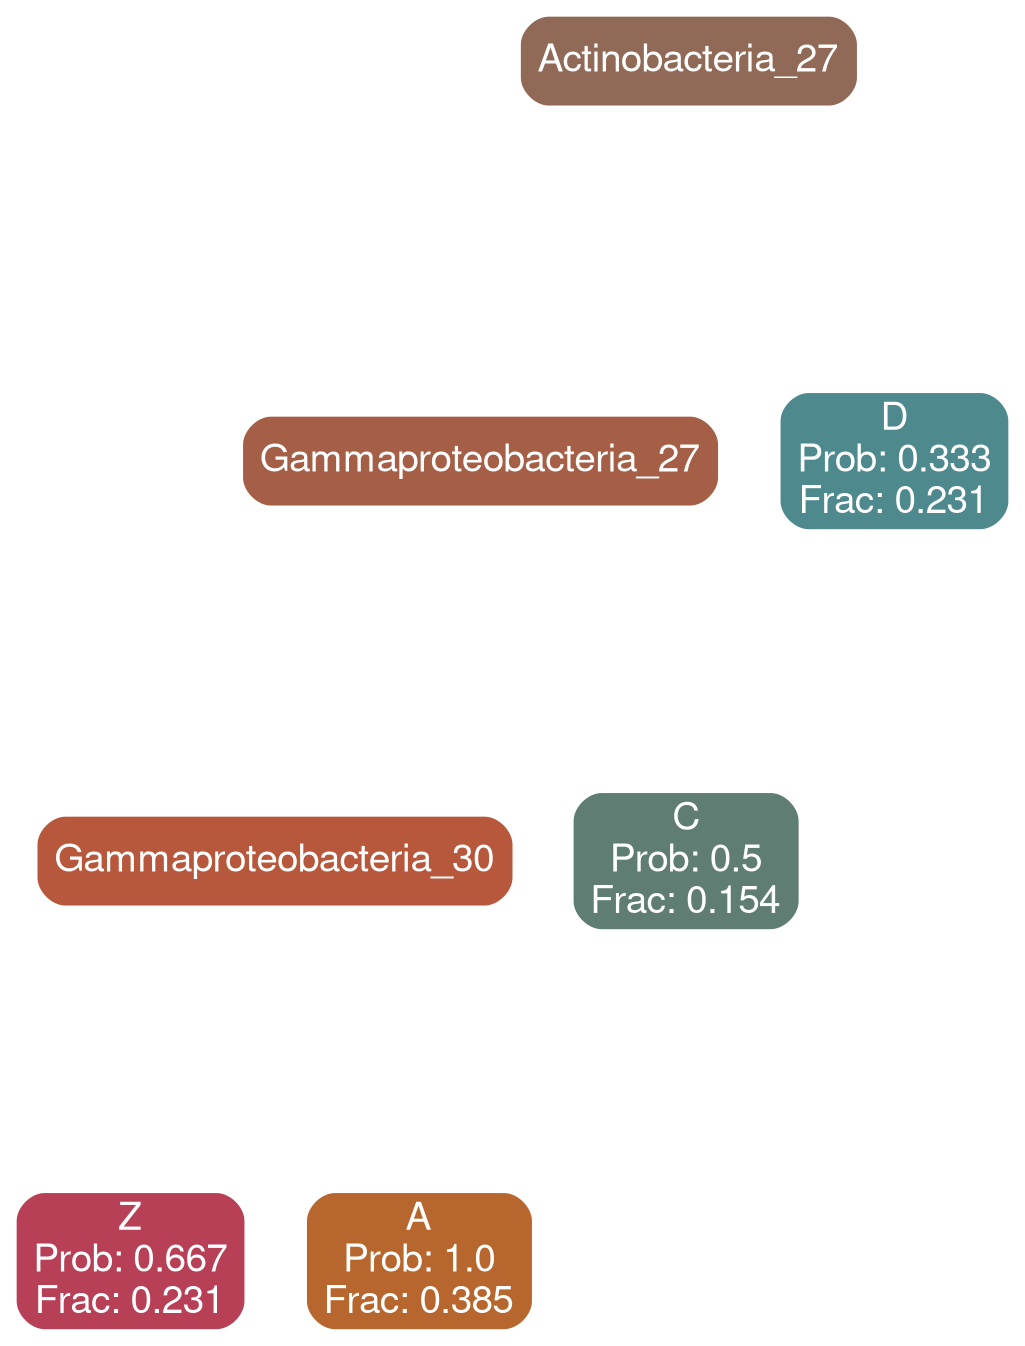 Actinobacteria_27
Gammaproteobacteria_27
D
Prob: 0.333
Frac: 0.231
Gammaproteobacteria_30
C
Prob: 0.5
Frac: 0.154
Z
Prob: 0.667
Frac: 0.231
A
Prob: 1.0
Frac: 0.385